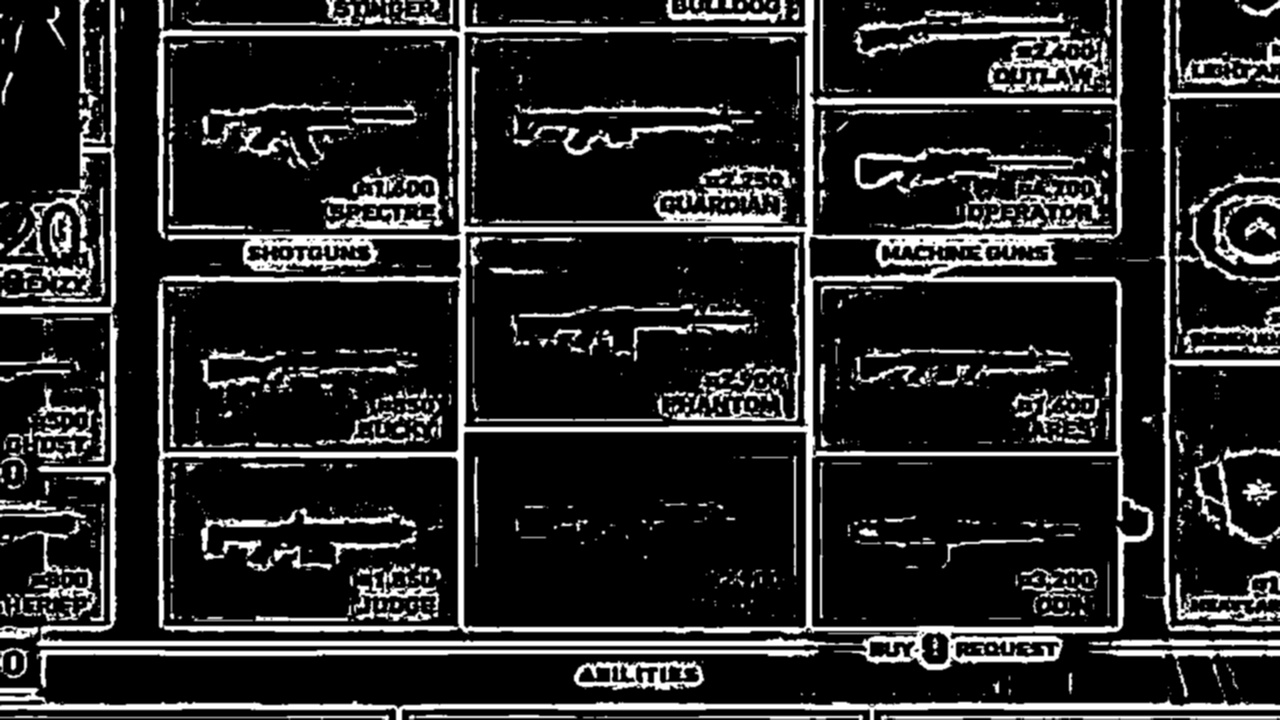 STINGER
BULLDOG
2,400
OUTLAW
1,600
SPECTRE
2,250
GUARDIAN
4,700
OPERATOR
20
FRENZY
SHOTGUNS
MACHINE GUNS
2,900
PHANTOM
500
GHOST
850
BUCKY
1,600
ARES
0
800
SHERIFF
1,850
JUDGE
3,200
ODIN
0
BUY REQUEST
ABILITIES